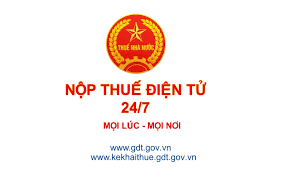 THUẾ NHÀ NƯỚC
NỘP THUẾ ĐIỆN TỬ
24/7
MỌI LÚC - MỌI NƠI
www.gdt.gov.vn
www.kekhaithue.gdt.gov.vn